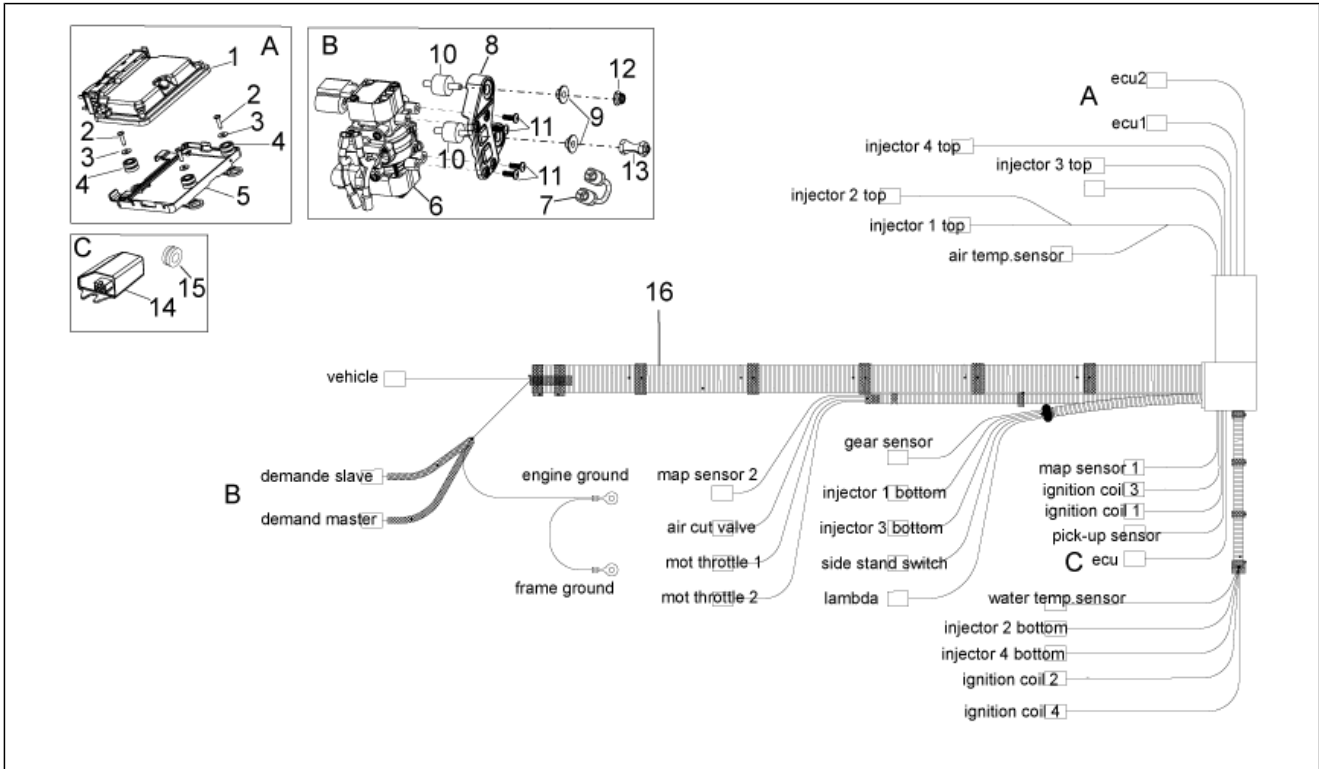 A
1
2
2
3
3
4
4
5
B
8
10
12
9
11
10
13
11
6
7
C
15
14
A
ecu2
ecu1
injector 4 top
injector 3 top
injector 2 top
injector 1 top
air temp.sensor
16
vehicle
B
demande slave
demand master
engine ground
frame ground
map sensor 2
air cut valve
mot throttle 1
mot throttle 2
gear sensor
injector 1 bottom
injector 3 bottom
side stand switch
lambda
map sensor 1
ignition coil 3
ignition coil 1
pick-up sensor
C ecu
water temp.sensor
injector 2 bottom
injector 4 bottom
ignition coil 2
ignition coil 4